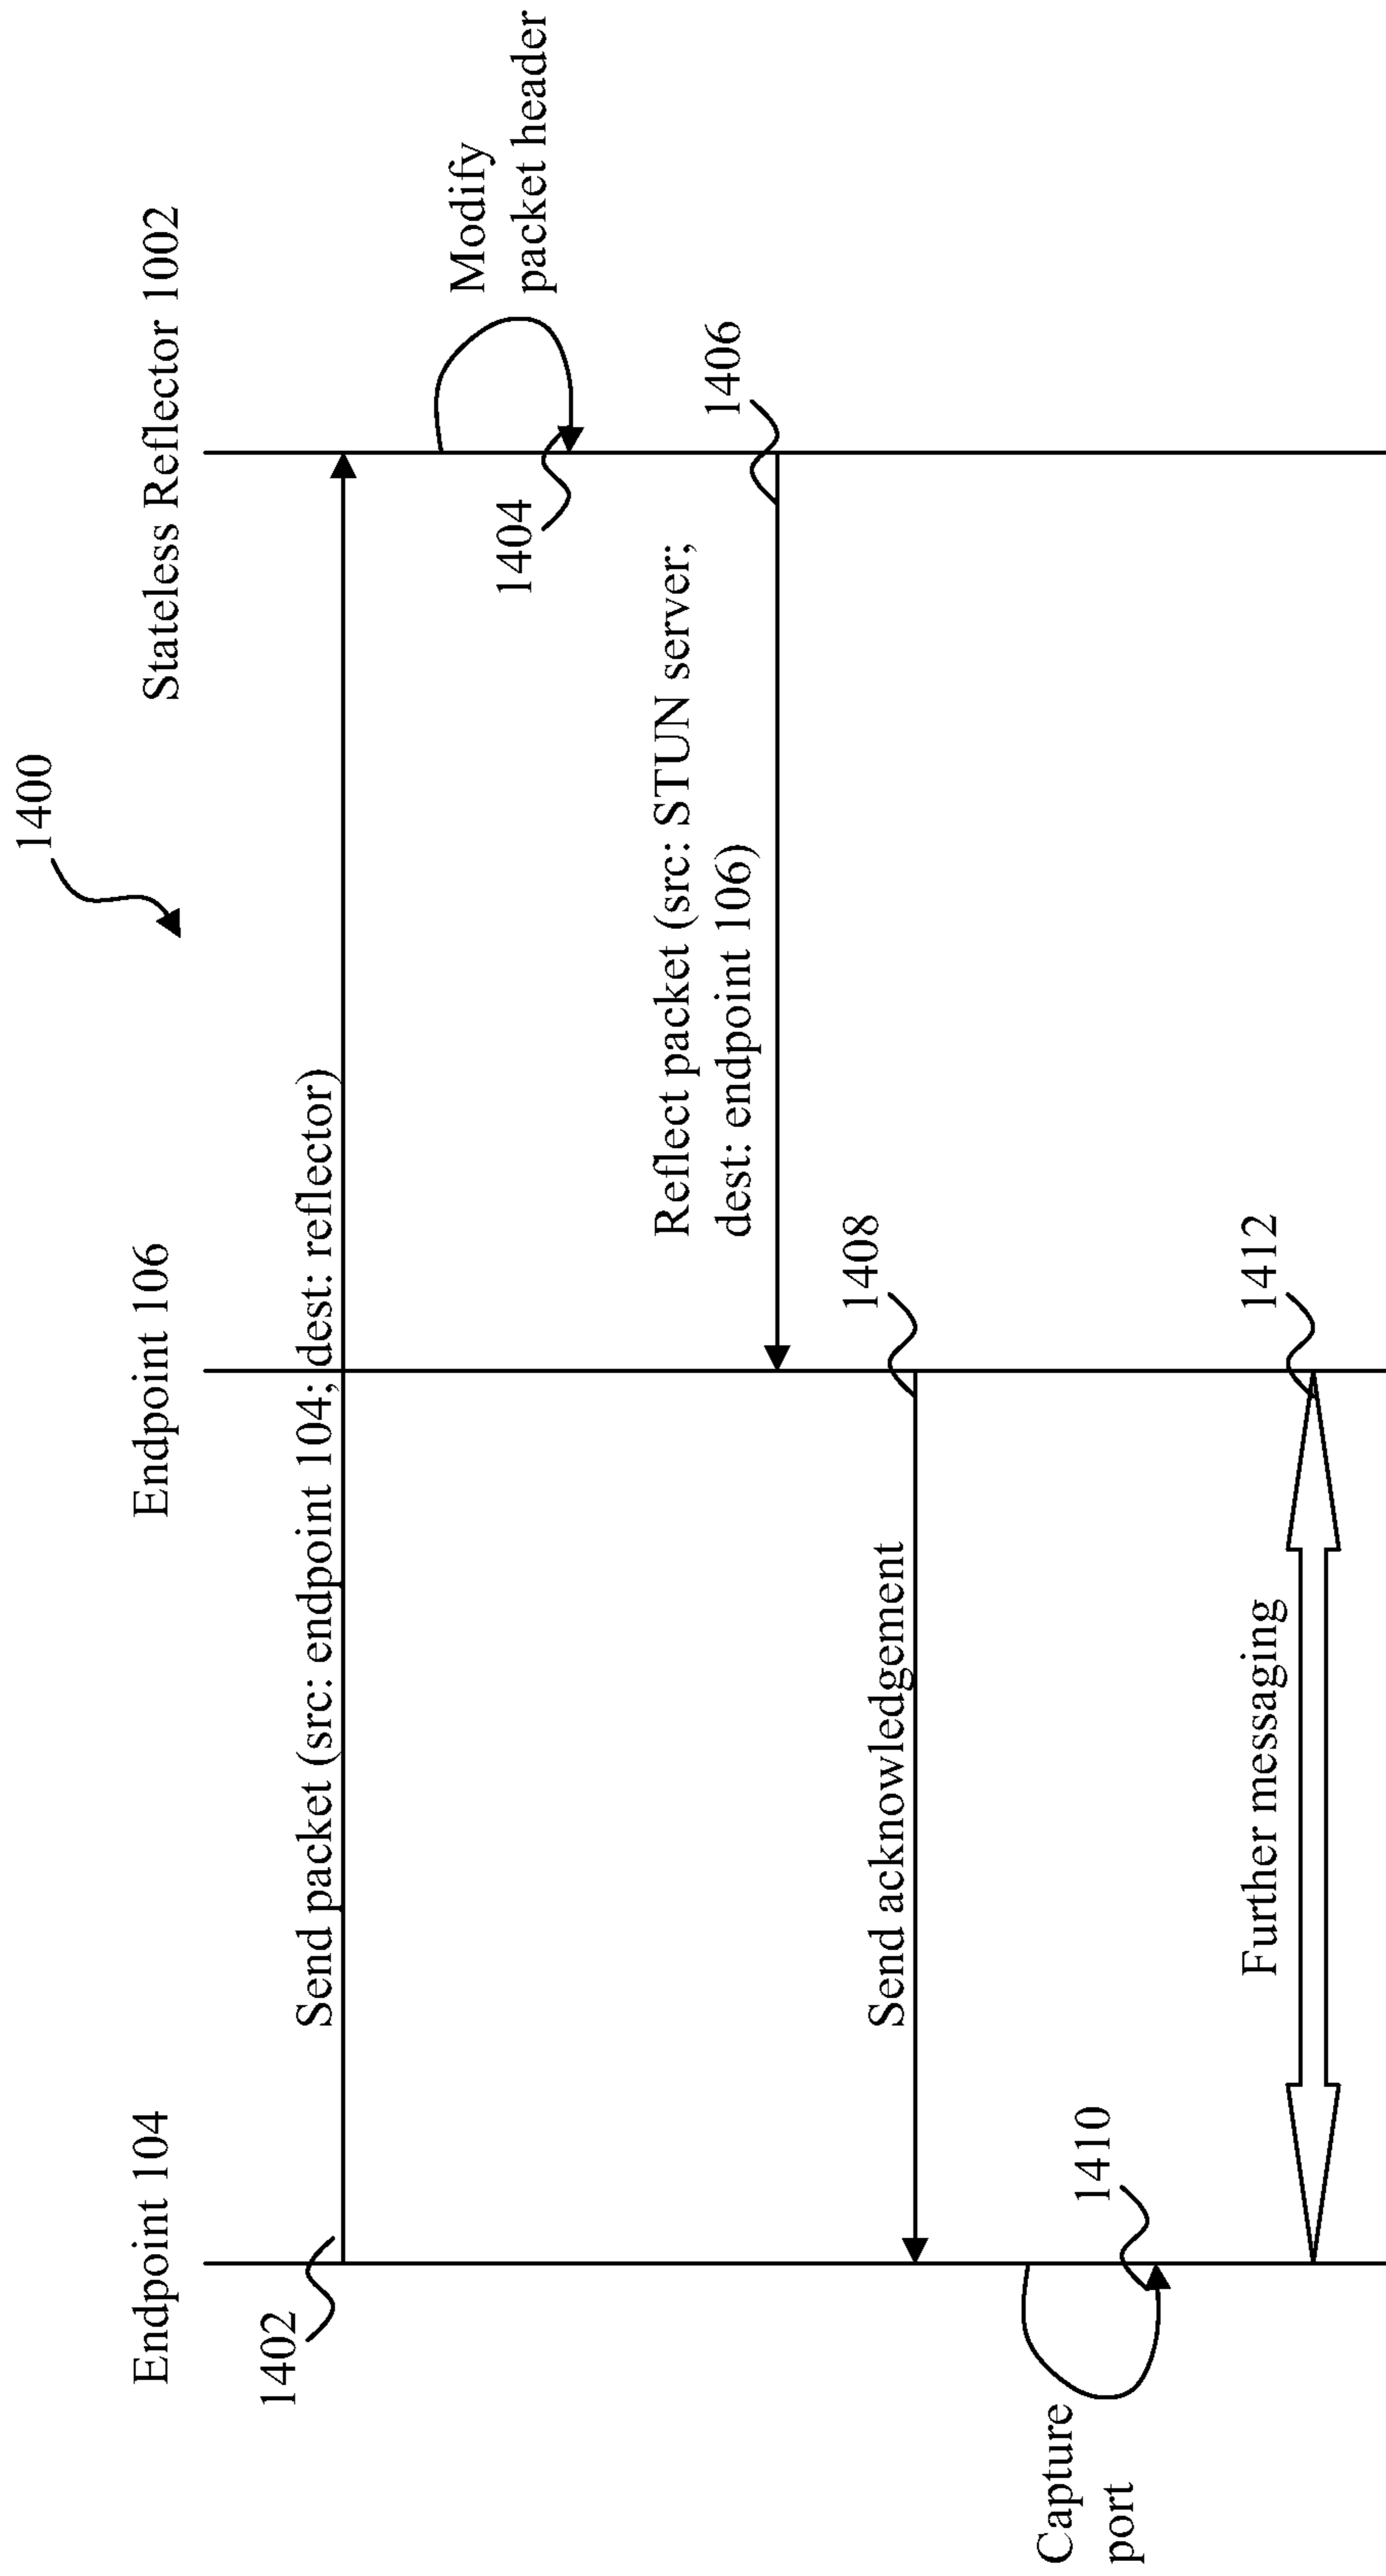 1400
Endpoint 104
Endpoint 106
Stateless Reflector 1002
1402
Send packet (src: endpoint 104; dest: reflector)
Modify
packet header
1404
Reflect packet (src: STUN server;
dest: endpoint 106)
1406
1408
Send acknowledgement
Capture
port
1410
Further messaging
1412